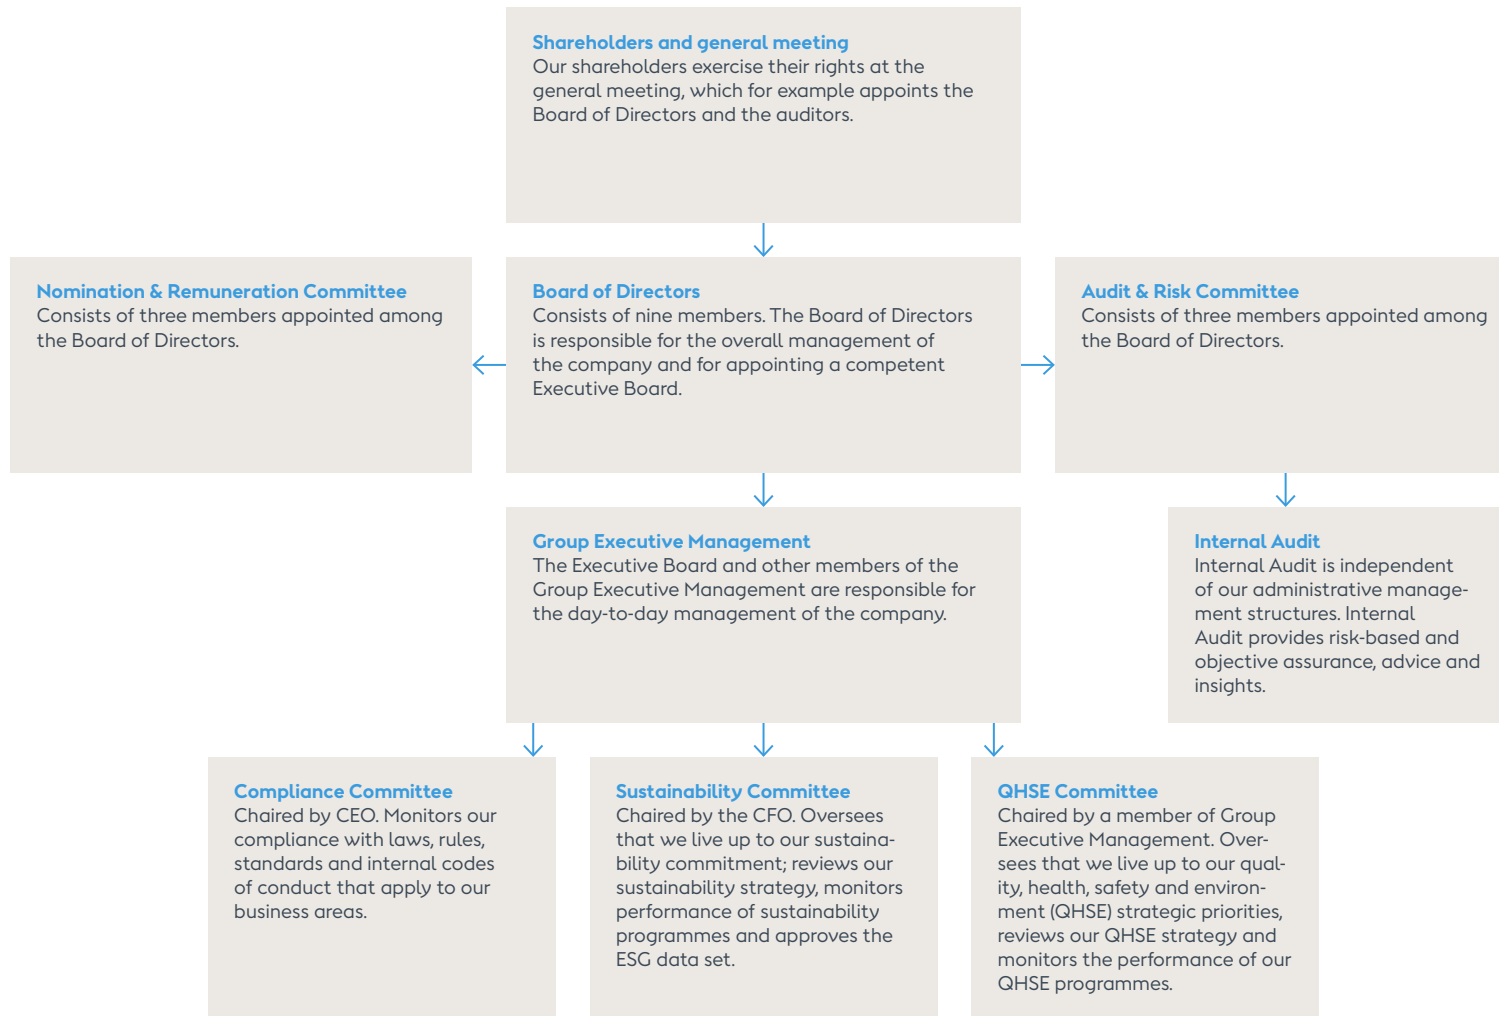 Shareholders and general meeting
Our shareholders exercise their rights at the
general meeting, which for example appoints the
Board of Directors and the auditors.
Nomination & Remuneration Committee
Consists of three members appointed among
the Board of Directors.
Board of Directors
Consists of nine members. The Board of Directors
is responsible for the overall management of
the company and for appointing a competent
Executive Board.
Audit & Risk Committee
Consists of three members appointed among
the Board of Directors.
Group Executive Management
The Executive Board and other members of the
Group Executive Management are responsible for
the day-to-day management of the company.
Internal Audit
Internal Audit is independent
of our administrative manage-
ment structures. Internal
Audit provides risk-based and
objective assurance, advice and
insights.
Compliance Committee
Chaired by CEO. Monitors our
compliance with laws, rules,
standards and internal codes
of conduct that apply to our
business areas.
Sustainability Committee
Chaired by the CFO. Oversees
that we live up to our sustaina-
bility commitment; reviews our
sustainability strategy, monitors
performance of sustainability
programmes and approves the
ESG data set.
QHSE Committee
Chaired by a member of Group
Executive Management. Over-
sees that we live up to our qual-
ity, health, safety and environ-
ment (QHSE) strategic priorities,
reviews our QHSE strategy and
monitors the performance of our
QHSE programmes.